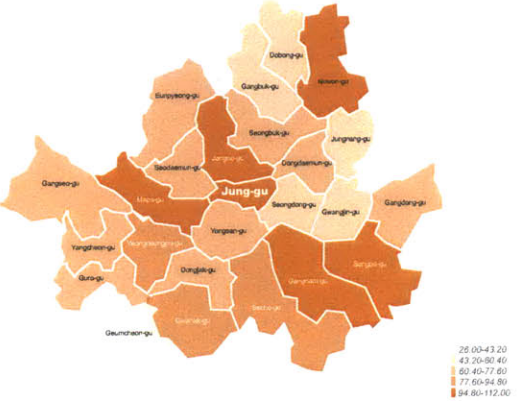 Dobong-gu
Nowon-gu
Gangbuk-gu
Eunpyeong-gu
Seongbuk-gu
Jungnang-gu
Jongno-gu
Seodaemun-gu
Dongdaemun-gu
Gangseo-gu
Mapo-gu
Jung-gu
Seongdong-gu
Gwangjin-gu
Gangdong-gu
Yongsan-gu
Yangcheon-gu
Yeongdeungpo-gu
Guro-gu
Dongjak-gu
Gangnam-gu
Songpa-gu
Seocho-gu
Gwanak-gu
Geumcheon-gu
26.00-43.20
43.20-60.40
60.40-77.60
77.60-94.80
94.80-112.00